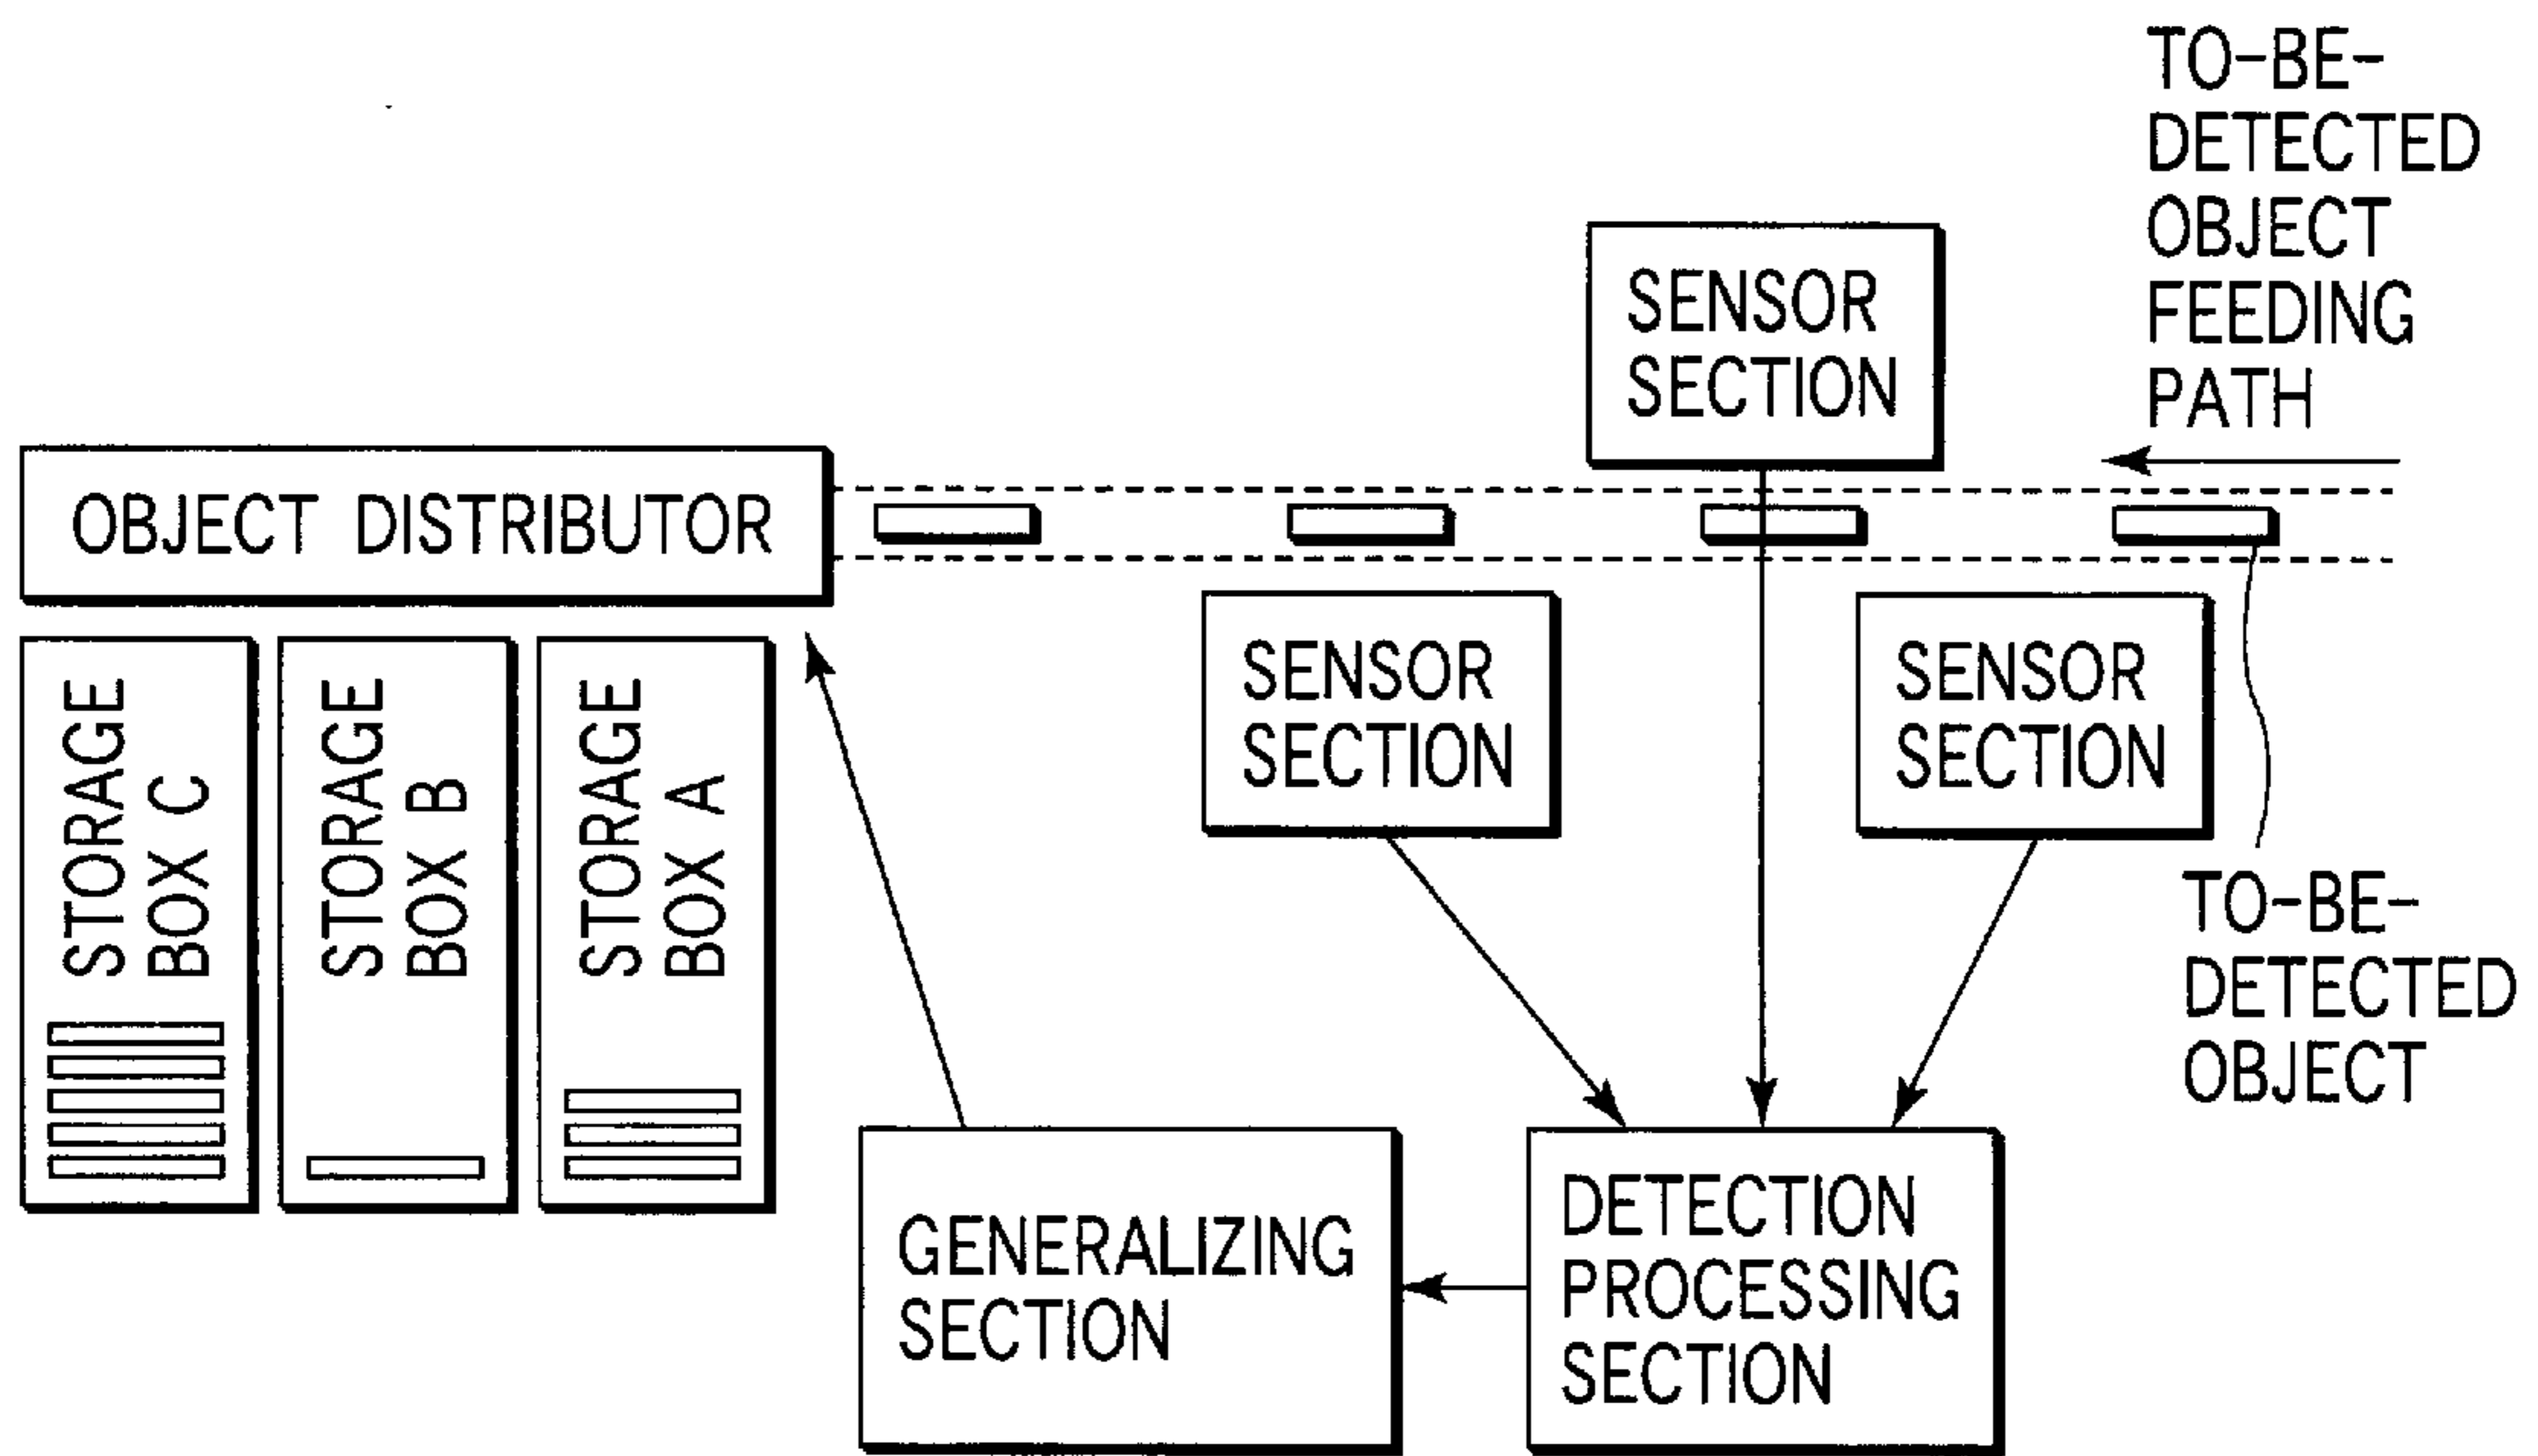 TO-BE-
DETECTED
OBJECT
FEEDING
PATH
SENSOR
SECTION
OBJECT DISTRIBUTOR
SENSOR
SECTION
SENSOR
SECTION
STORAGE
BOX C
STORAGE
BOX B
STORAGE
BOX A
TO-BE-
DETECTED
OBJECT
GENERALIZING
SECTION
DETECTION
PROCESSING
SECTION